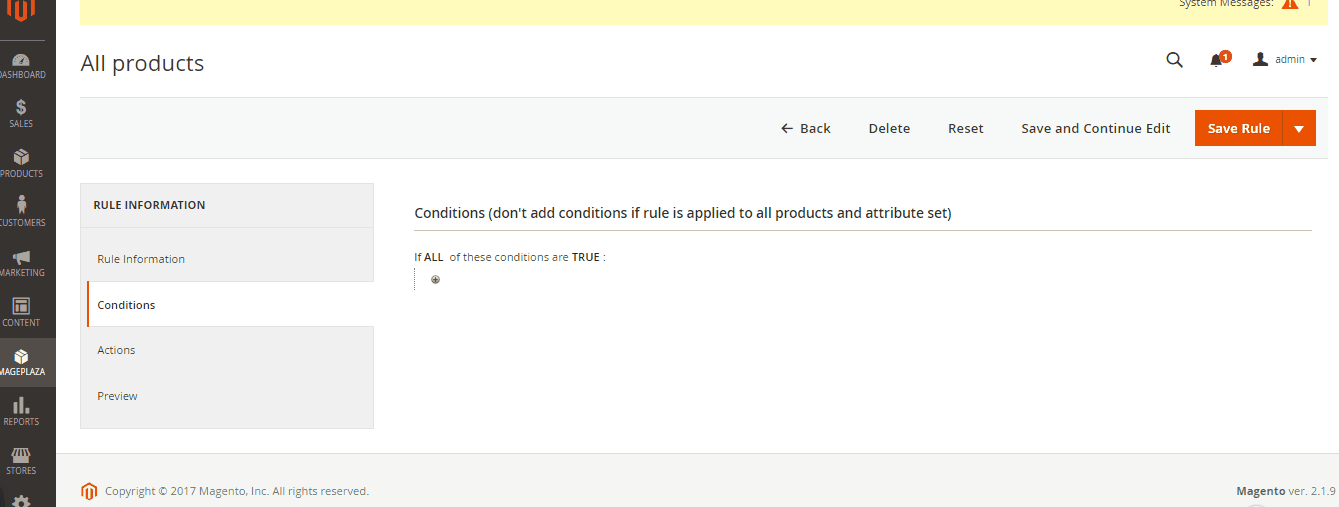 System Messages: 1
All products
1
admin
DASHBOARD
SALES
PRODUCTS
CUSTOMERS
MARKETING
CONTENT
MAGEPLAZA
REPORTS
STORES
Back
Delete
Reset
Save and Continue Edit
Save Rule
RULE INFORMATION
Rule Information
Conditions
Actions
Preview
Conditions (don't add conditions if rule is applied to all products and attribute set)
If ALL of these conditions are TRUE :
Copyright © 2017 Magento, Inc. All rights reserved.
Magento ver. 2.1.9